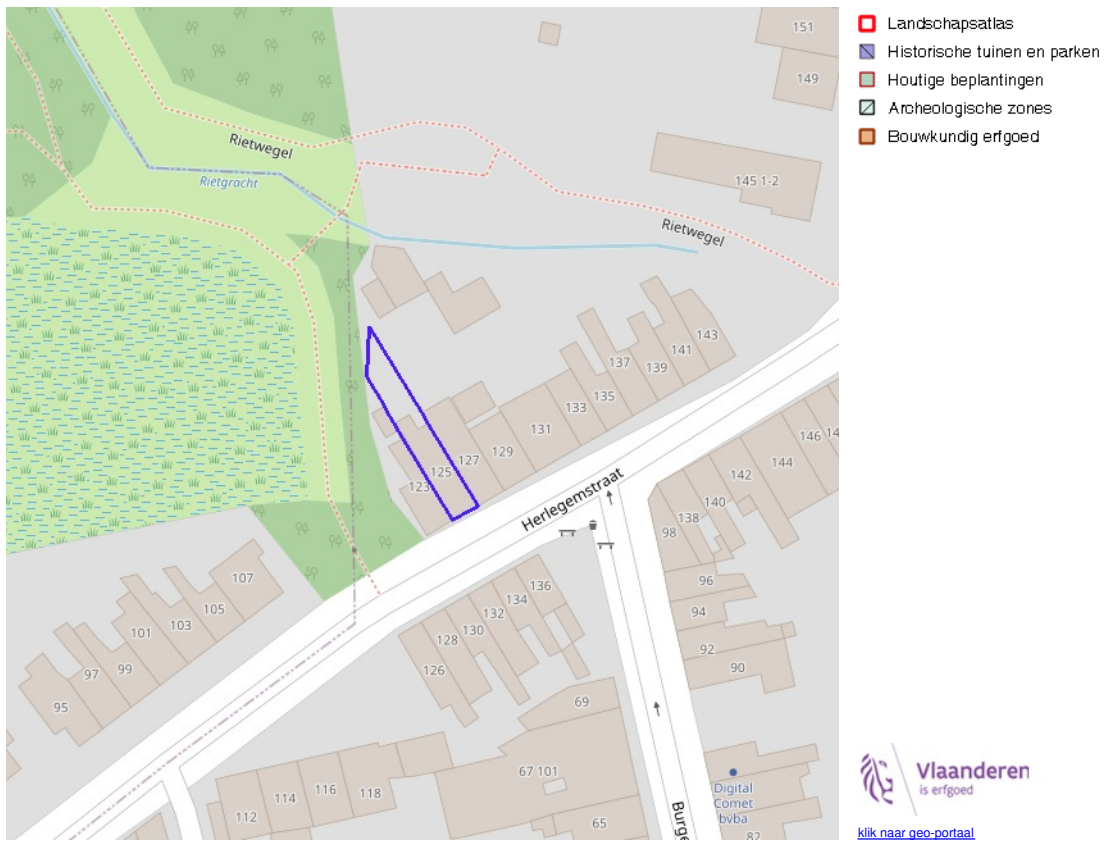 Landschapsatlas
Historische tuinen en parken
Houtige beplantingen
Archeologische zones
Bouwkundig erfgoed
151
149
Rietwegel
145 1-2
Rietgracht
Rietwegel
143
141
137
139
135
133
131
129
127
125
123
146
144
142
140
138
98
Herlegemstraat
107
105
103
101
99
97
95
136
134
132
130
128
126
96
94
92
90
69
67 101
65
118
116
114
112
Burge
Digital
Comet
bvba
82
Vlaanderen
is erfgoed
klik naar geo-portaal